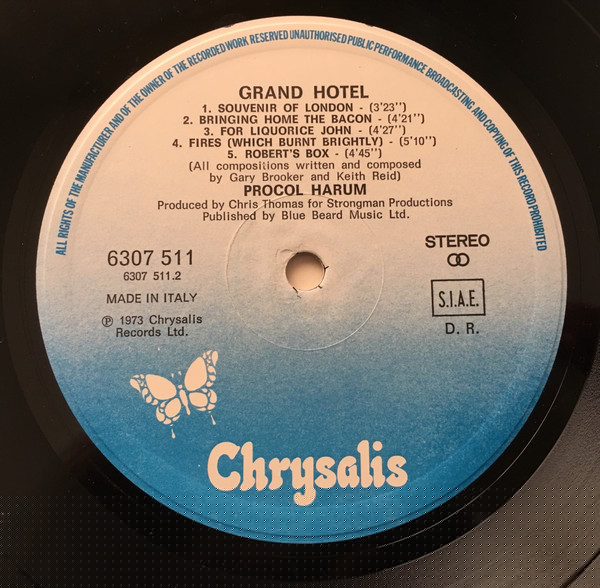 ALL RIGHTS OF THE MANUFACTURER AND OF THE OWNER OF THE RECORDED WORK RESERVED UNAUTHORISED PUBLIC PERFORMANCE BROADCASTING AND COPYING OF THIS RECORD PROHIBITED
GRAND HOTEL
1. SOUVENIR OF LONDON - (3'23'')
2. BRINGING HOME THE BACON - (4'21'')
3. FOR LIQUORICE JOHN - (4'27'')
4. FIRES (WHICH BURNT BRIGHTLY) - (5'10'')
5. ROBERT'S BOX - (4'45'')
(All compositions written and composed
by Gary Brooker and Keith Reid)
PROCOL HARUM
Produced by Chris Thomas for Strongman Productions
Published by Blue Beard Music Ltd.
6307 511
6307 511.2
MADE IN ITALY
℗ 1973 Chrysalis
Records Ltd.
STEREO
S.I.A.E.
D. R.
Chrysalis